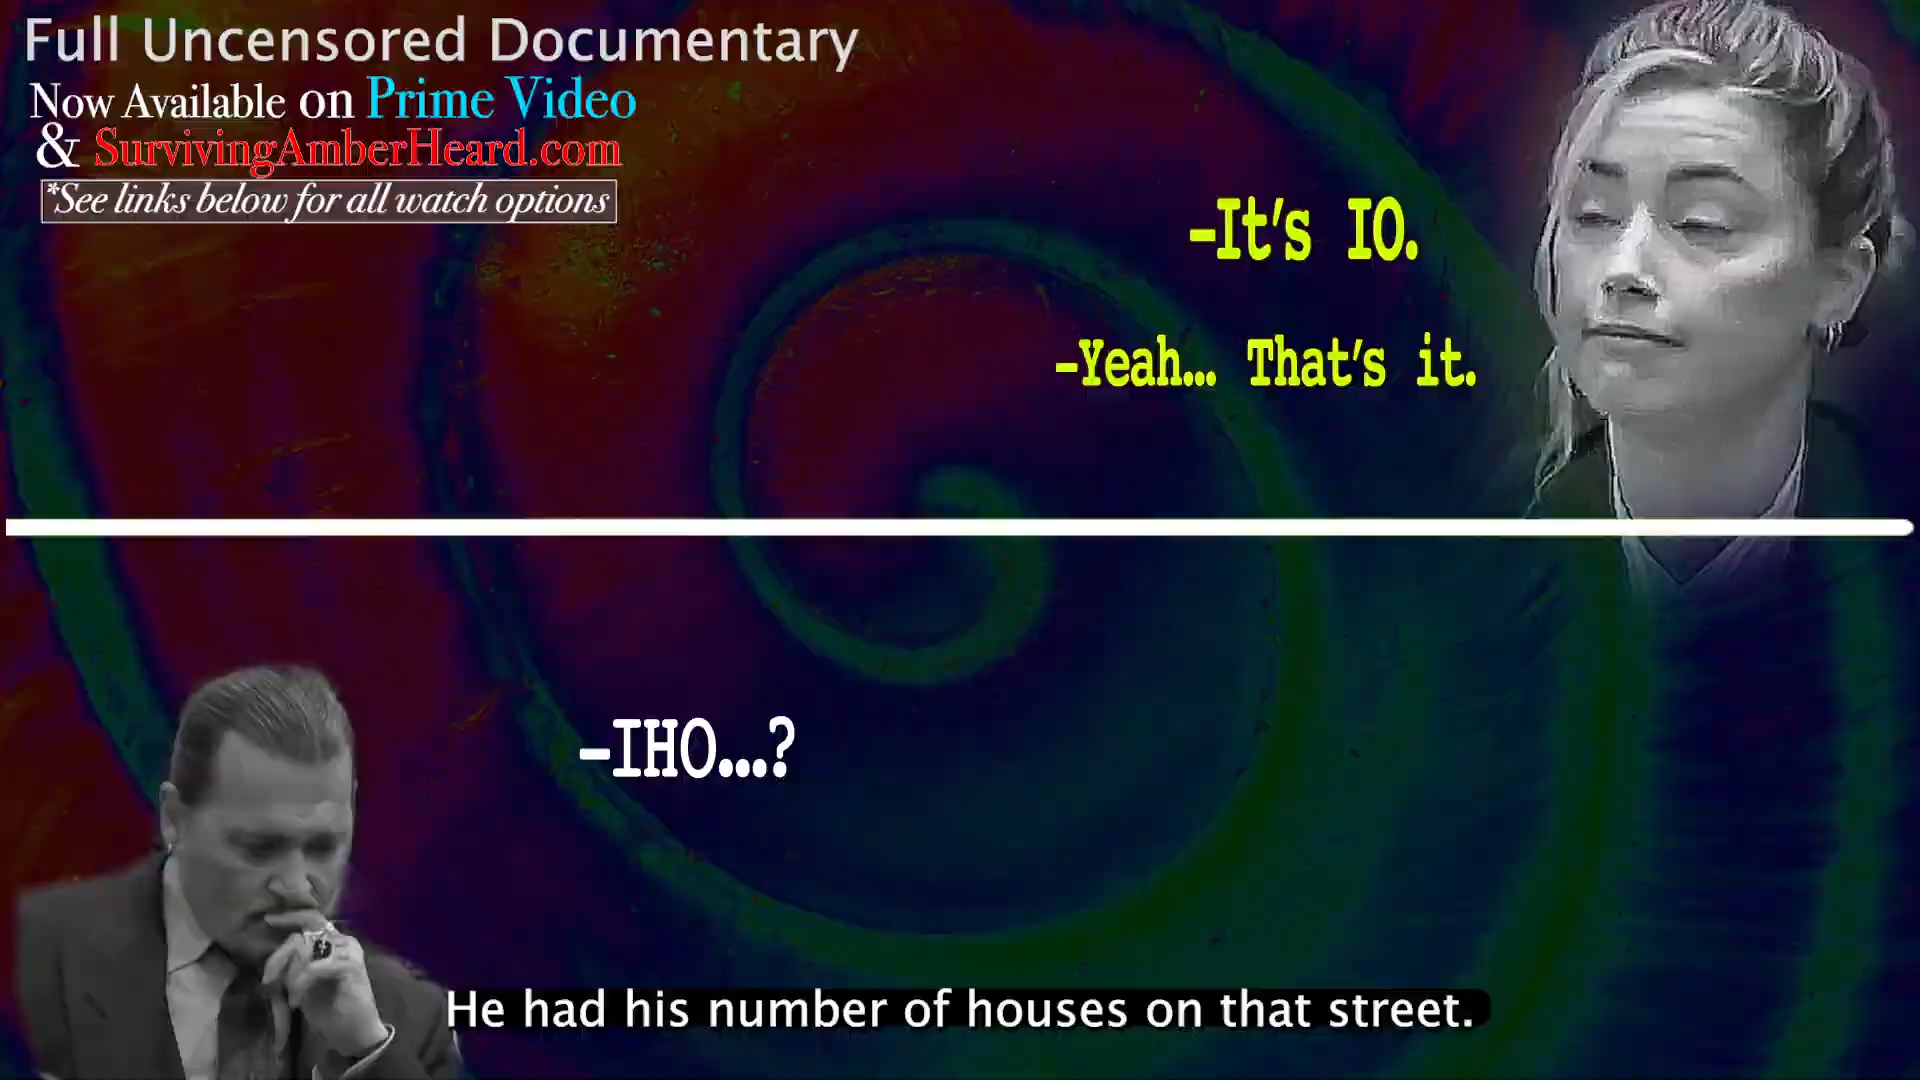 Full Uncensored Documentary
Now Available on Prime Video
& SurvivingAmberHeard.com
*See links below for all watch options
-It's IO.
-Yeah... That's it.
-IHO...?
He had his number of houses on that street.